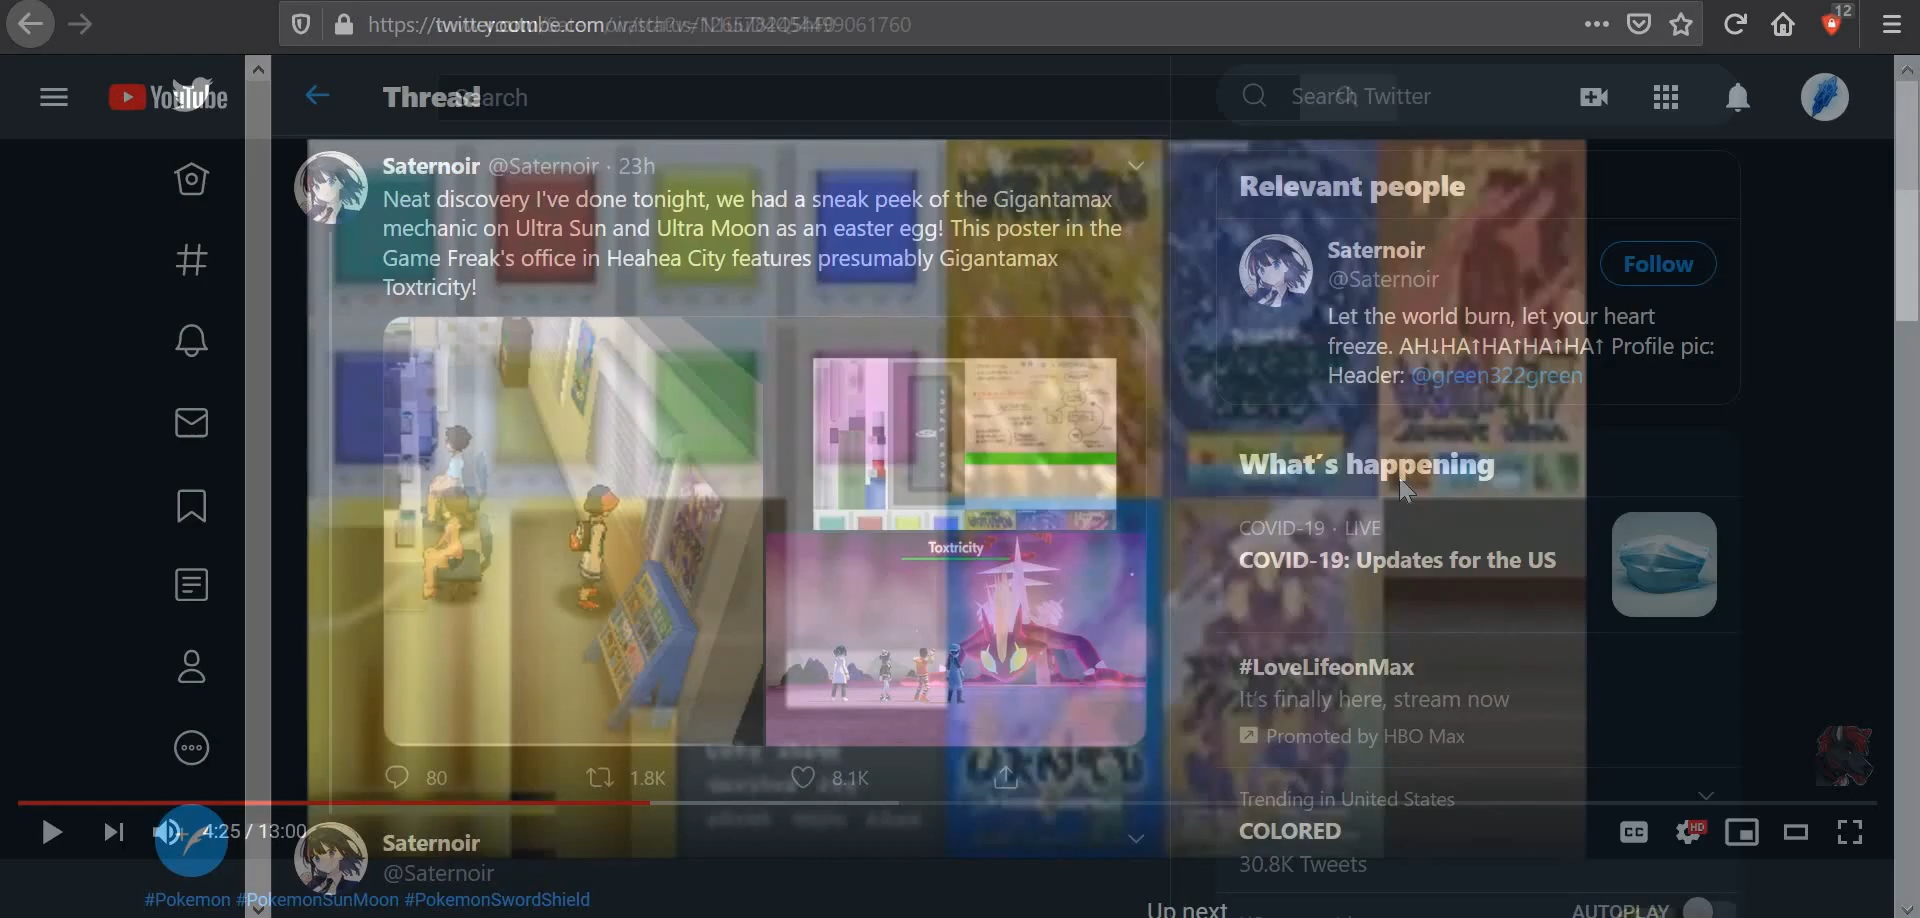 12
YouTube
Thread
Search
Search Twitter
Saternoir @Saternoir · 23h
Neat discovery I've done tonight, we had a sneak peek of the Gigantamax
mechanic on Ultra Sun and Ultra Moon as an easter egg! This poster in the
Game Freak's office in Heahea City features presumably Gigantamax
Toxtricity!
Toxtricity
80
1.8K
8.1K
Relevant people
Saternoir
@Saternoir
Follow
Let the world burn, let your heart
freeze. AH↓HA↑HA↑HA↑HA↑ Profile pic:
Header: @green322green
What's happening
COVID-19 · LIVE
COVID-19: Updates for the US
#LoveLifeonMax
It's finally here, stream now
Promoted by HBO Max
Trending in United States
COLORED
30.8K Tweets
4:25 / 13:00
CC
HD
Saternoir
@Saternoir
#Pokemon #PokemonSunMoon #PokemonSwordShield
Up next
AUTOPLAY